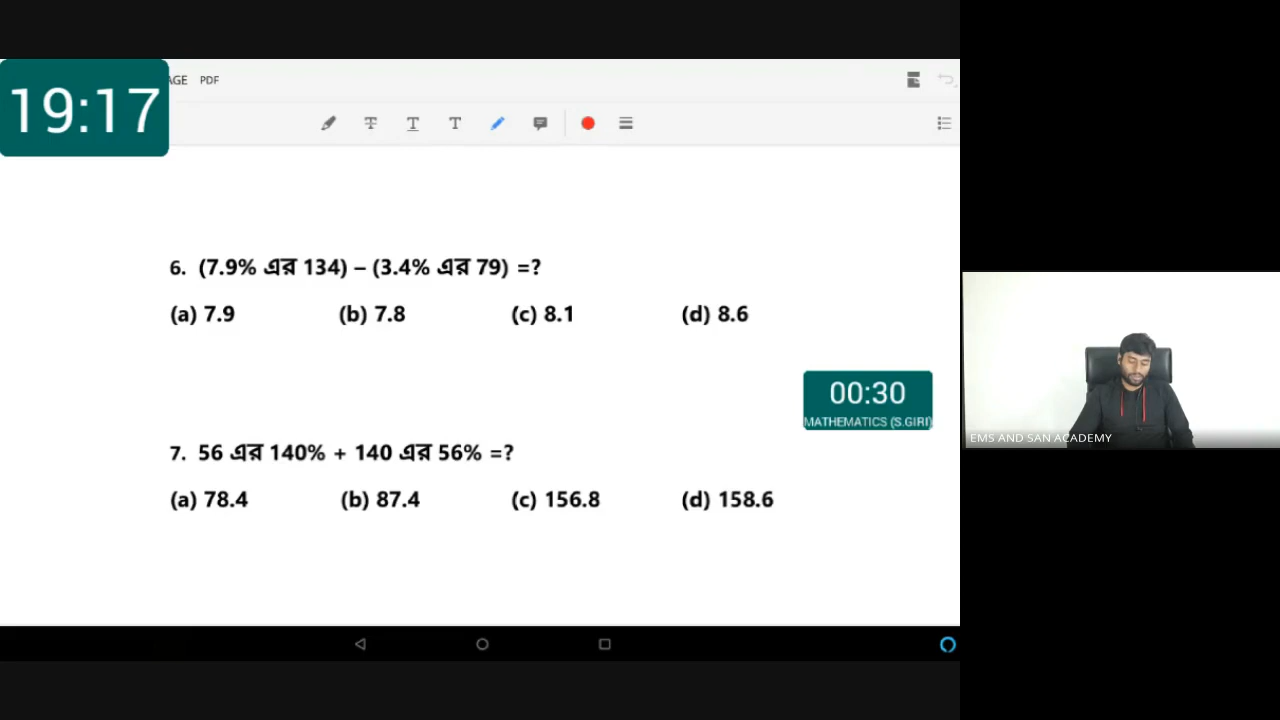 19:17
AGE PDF
6. (7.9% এর 134) – (3.4% এর 79) =?
(a) 7.9 (b) 7.8 (c) 8.1 (d) 8.6
00:30
MATHEMATICS (S.GIRI)
7. 56 এর 140% + 140 এর 56% =?
(a) 78.4 (b) 87.4 (c) 156.8 (d) 158.6
EMS AND SAN ACADEMY